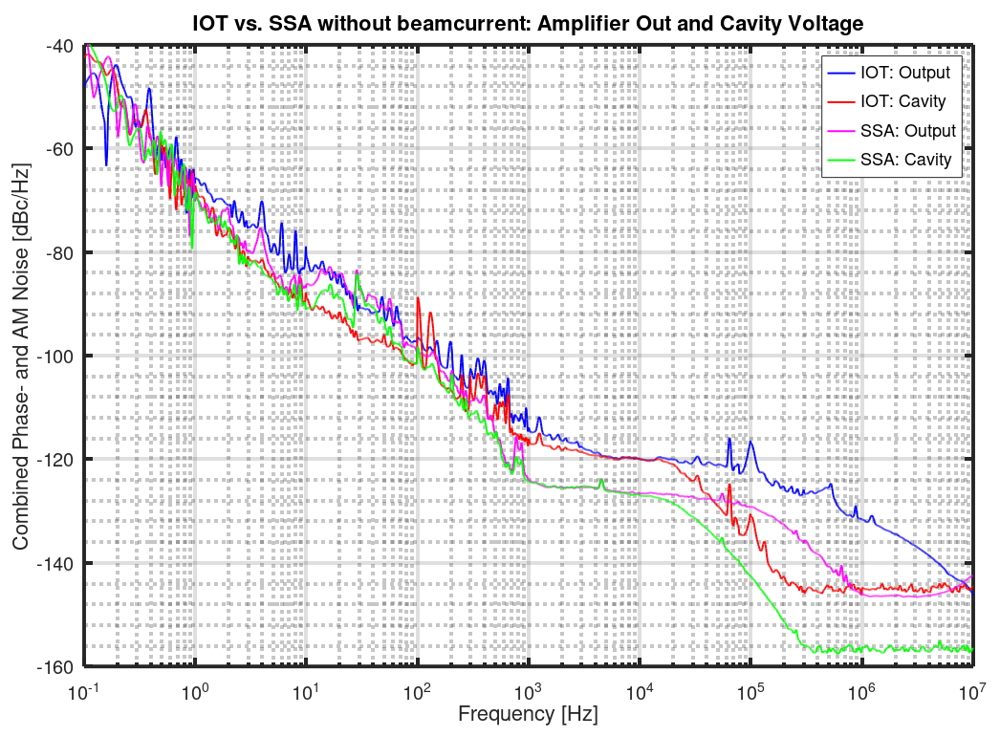 IOT vs. SSA without beamcurrent: Amplifier Out and Cavity Voltage
IOT: Output
IOT: Cavity
SSA: Output
SSA: Cavity
Combined Phase- and AM Noise [dBc/Hz]
-40
-60
-80
-100
-120
-140
-160
10⁻¹ 10⁰ 10¹ 10² 10³ 10⁴ 10⁵ 10⁶ 10⁷
Frequency [Hz]